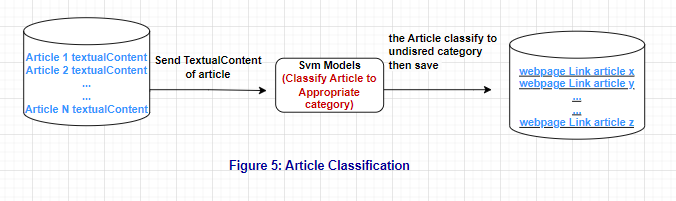 Article 1 textualContent
Article 2 textualContent
...
...
Article N textualContent
Send TextualContent
of article
Svm Models
(Classify Article to
Appropriate
category)
the Article classify to
undisred category
then save
webpage Link article x
webpage Link article y
...
...
webpage Link article z
Figure 5: Article Classification